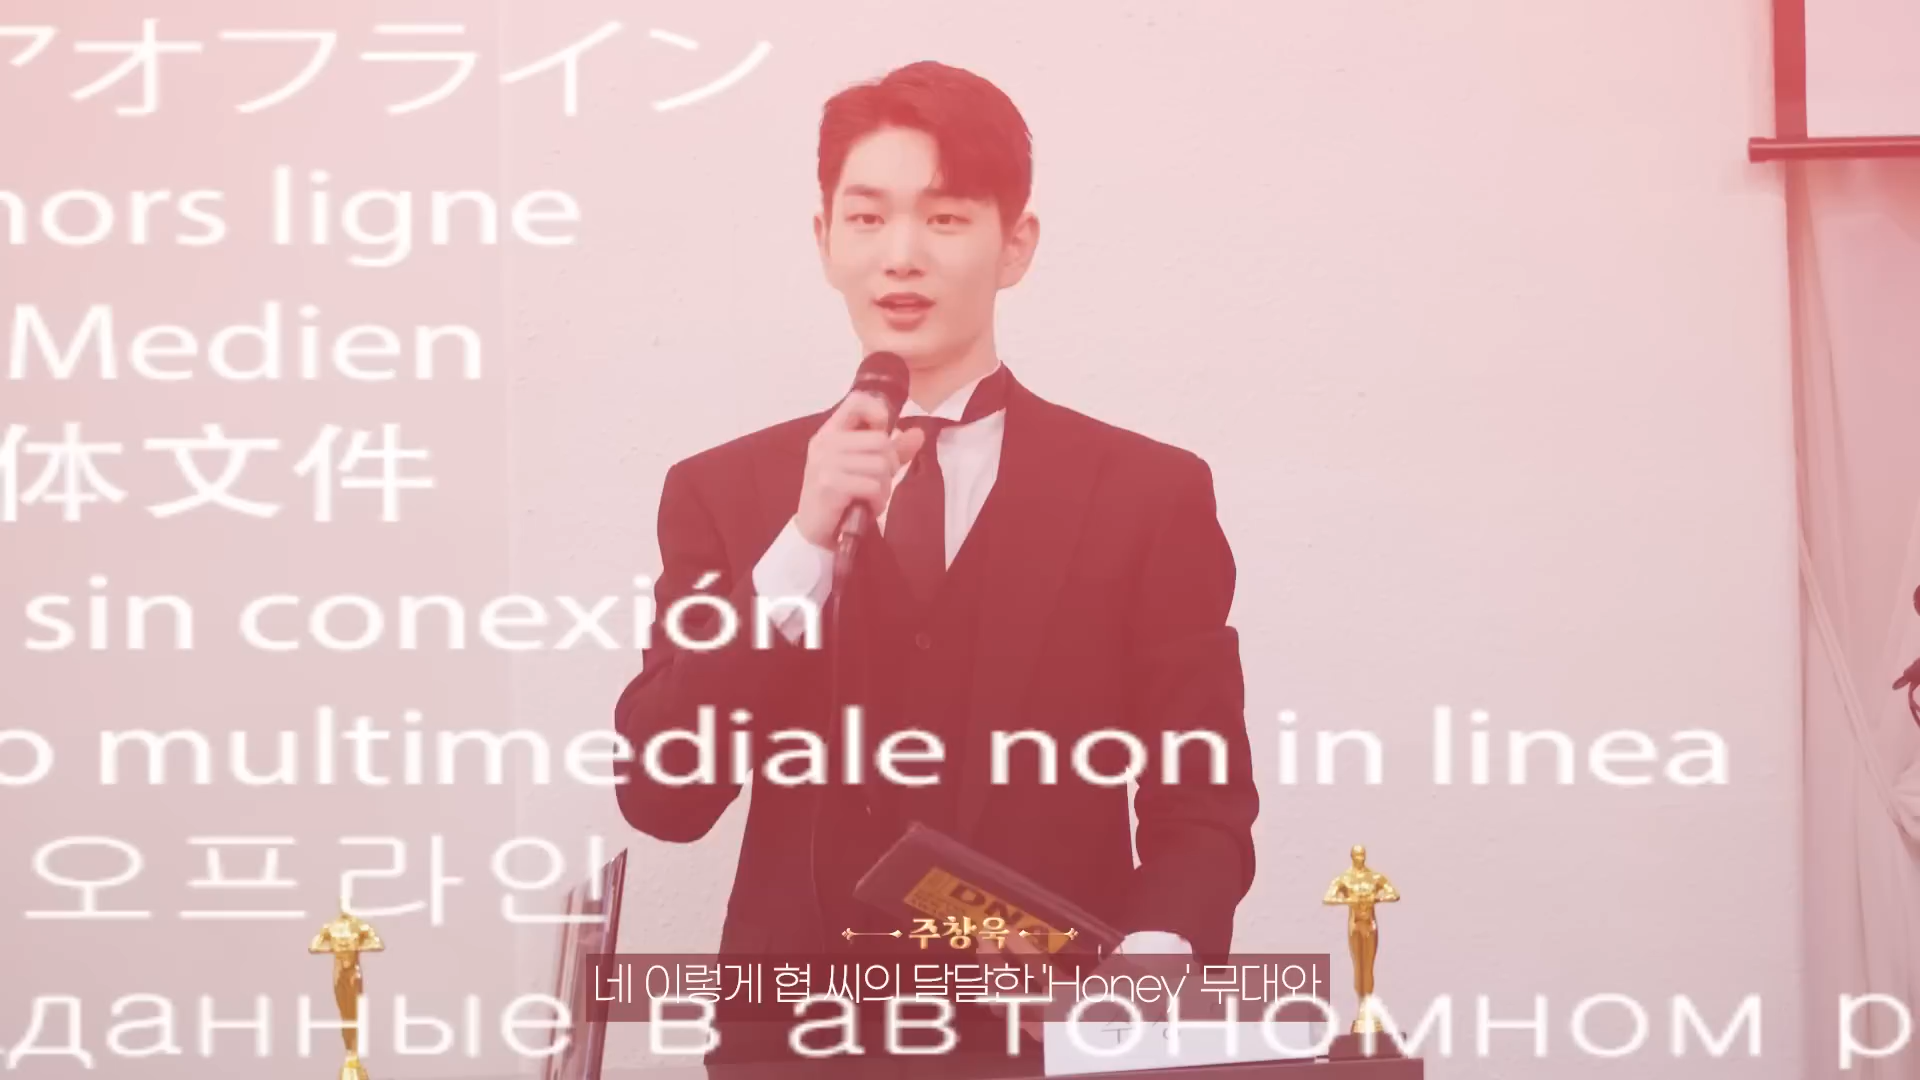 アオフライン
hors ligne
Medien
体文件
sin conexión
o multimediale non in linea
오프라인
DNA
주창욱
네 이렇게 협 씨의 달달한 'Honey' 무대와
данные в автономном р